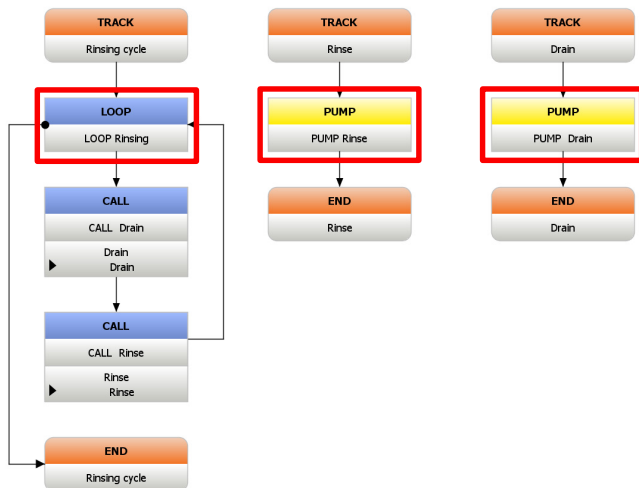 TRACK
Rinsing cycle
LOOP
LOOP Rinsing
CALL
CALL Drain
Drain
Drain
CALL
CALL Rinse
Rinse
Rinse
END
Rinsing cycle
TRACK
Rinse
PUMP
PUMP Rinse
END
Rinse
TRACK
Drain
PUMP
PUMP Drain
END
Drain